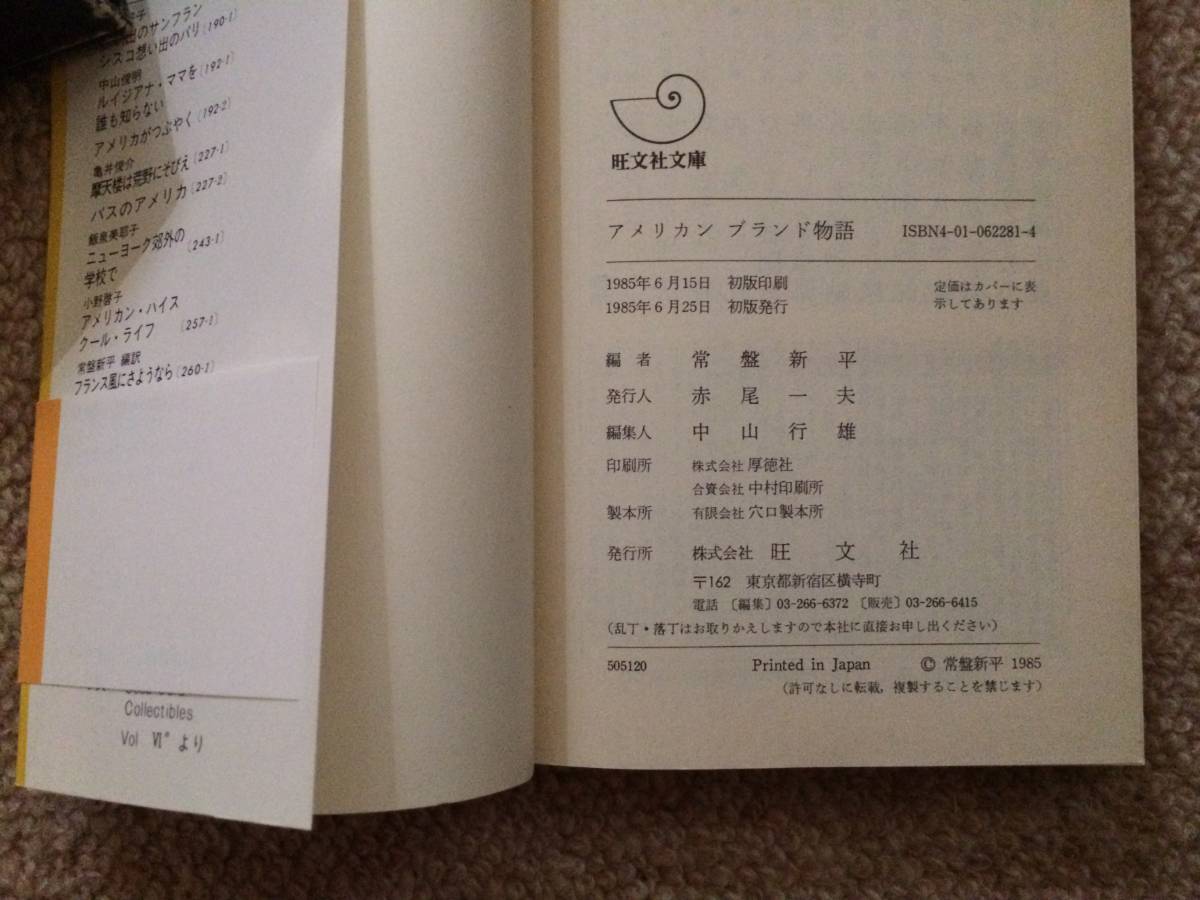 子
のサンフラン
シスコ想い出のパリ(190-1)
中山俊明
ルイジアナ・ママを(192-1)
誰も知らない
アメリカがつぶやく(192-2)
亀井俊介
摩天楼は荒野にそびえ(227-1)
バスのアメリカ(227-2)
飯泉美耶子
ニューヨーク郊外の
学校で(243-1)
小野啓子
アメリカン・ハイス
クール・ライフ(257-1)
常盤新平 編訳
フランス風にさようなら(260-1)
Collectibles
Vol Ⅵ"より
旺文社文庫
アメリカン ブランド物語 ISBN4-01-062281-4
1985年6月15日 初版印刷
1985年6月25日 初版発行
定価はカバーに表
示してあります
編者 常盤新平
発行人 赤尾一夫
編集人 中山行雄
印刷所 株式会社 厚徳社
合資会社 中村印刷所
製本所 有限会社 穴口製本所
発行所 株式会社 旺文社
〒162 東京都新宿区横寺町
電話 〔編集〕03-266-6372 〔販売〕03-266-6415
(乱丁・落丁はお取りかえしますので本社に直接お申し出ください)
505120 Printed in Japan © 常盤新平 1985
(許可なしに転載，複製することを禁じます)